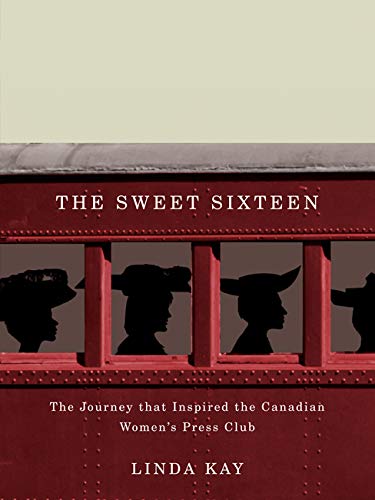 THE SWEET SIXTEEN
The Journey that Inspired the Canadian
Women's Press Club
LINDA KAY